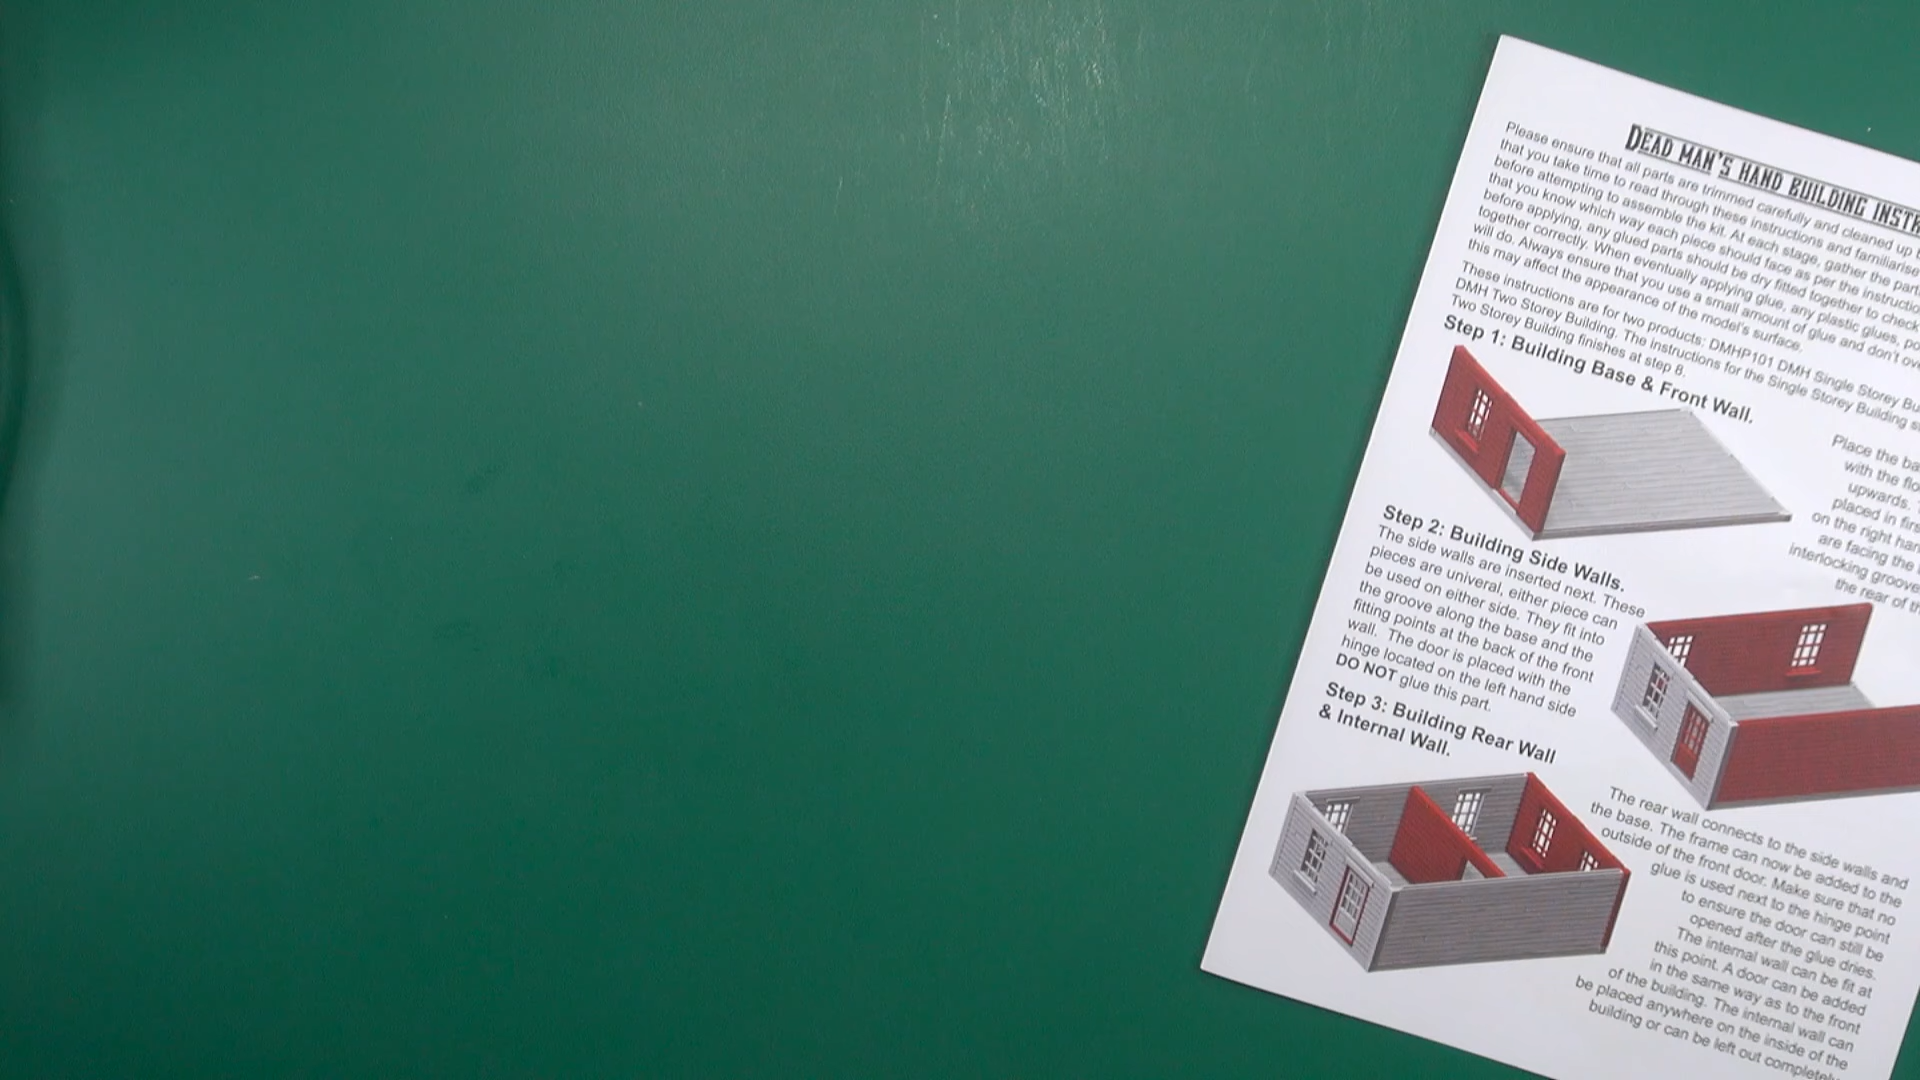 DEAD MAN'S HAND BUILDING INSTR
Please ensure that all parts are trimmed carefully and cleaned up
that you take time to read through these instructions and familiarise
before attempting to assemble the kit. At each stage, gather the part
that you know which way each piece should face as per the instructio
before applying, any glued parts should be dry fitted together to check
together correctly. When eventually applying glue, any plastic glues, po
will do. Always ensure that you use a small amount of glue and don't ov
this may affect the appearance of the model's surface.
These instructions are for two products: DMHP101 DMH Single Storey Bu
DMH Two Storey Building. The instructions for the Single Storey Building
Two Storey Building finishes at step 8.
Step 1: Building Base & Front Wall.
Place the ba
with the flo
upwards.
placed in firs
on the right han
are facing the
interlocking groove
the rear of th
Step 2: Building Side Walls.
The side walls are inserted next. These
pieces are univeral, either piece can
be used on either side. They fit into
the groove along the base and the
fitting points at the back of the front
wall. The door is placed with the
hinge located on the left hand side
DO NOT glue this part.
Step 3: Building Rear Wall
& Internal Wall.
The rear wall connects to the side walls and
the base. The frame can now be added to the
outside of the front door. Make sure that no
glue is used next to the hinge point
to ensure the door can still be
opened after the glue dries.
The internal wall can be fit at
this point. A door can be added
in the same way as to the front
of the building. The internal wall can
be placed anywhere on the inside of the
building or can be left out completely